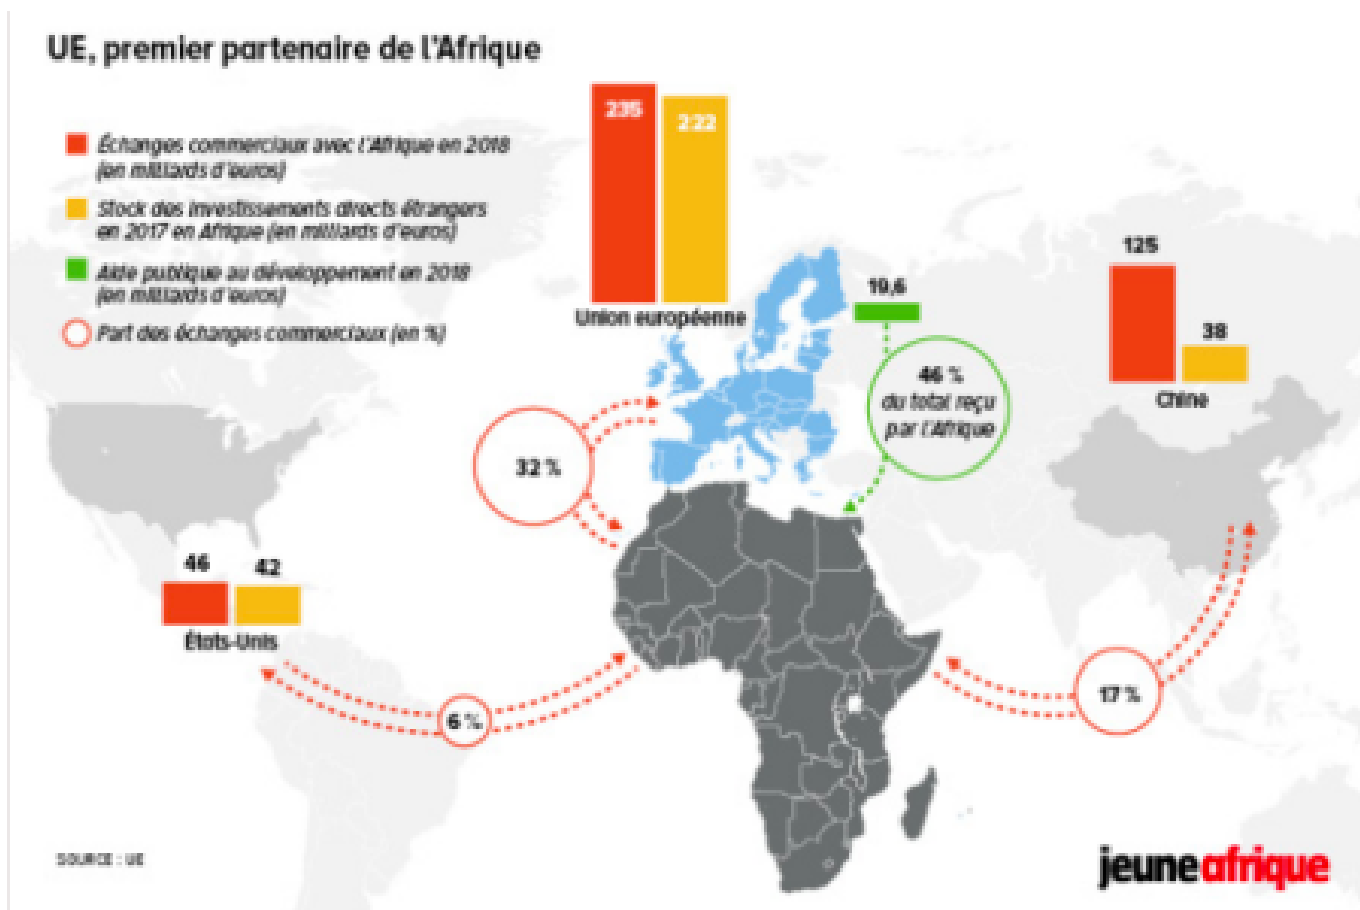 UE, premier partenaire de l'Afrique
Échanges commerciaux avec l'Afrique en 2018
(en milliards d'euros)
Stock des investissements directs étrangers
en 2017 en Afrique (en milliards d'euros)
Aide publique au développement en 2018
(en milliards d'euros)
Part des échanges commerciaux (en %)
235
222
Union européenne
19,6
46 %
du total reçu
par l'Afrique
125
38
Chine
32 %
46
42
États-Unis
6 %
17 %
SOURCE : UE
jeuneafrique